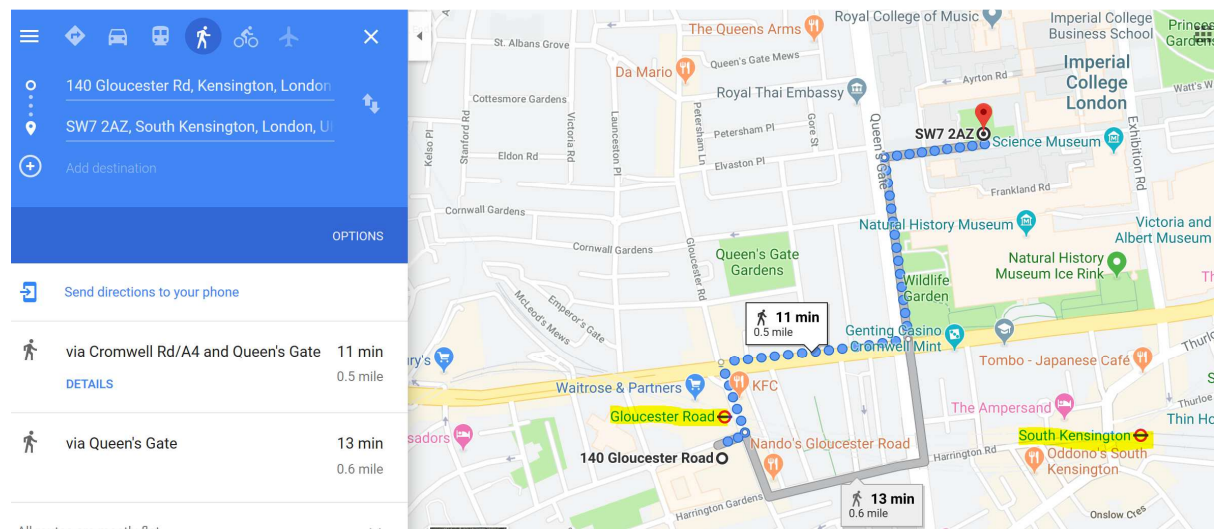 140 Gloucester Rd, Kensington, London
SW7 2AZ, South Kensington, London, U
Add destination
OPTIONS
Send directions to your phone
via Cromwell Rd/A4 and Queen's Gate 11 min
0.5 mile
DETAILS
via Queen's Gate 13 min
0.6 mile
St. Albans Grove
The Queens Arms
Royal College of Music
Imperial College
Business School
Princes
Gardens
Queen's Gate Mews
Da Mario
Imperial
College
London
Ayrton Rd
Watt's W
Royal Thai Embassy
Cottesmore Gardens
Kelso Pl
Stanford Rd
Victoria Rd
Launceston Pl
Petersham Ln
Petersham Pl
Gore St
Queen's Gate
SW7 2AZ
Science Museum
Exhibition Rd
Eldon Rd
Elvaston Pl
Frankland Rd
Cornwall Gardens
Natural History Museum
Victoria and
Albert Museum
Cornwall Gardens
Gloucester Rd
Queen's Gate
Gardens
Natural History
Museum Ice Rink
Th
Wildlife
Garden
McLeod's Mews
Emperor's Gate
11 min
0.5 mile
Genting Casino
Cromwell Mint
Thurlo
ry's
Tombo - Japanese Café
Waitrose & Partners
KFC
The Ampersand
Thurloe
S
Thin Ho
Gloucester Road
South Kensington
sadors
Nando's Gloucester Road
140 Gloucester Road
Harrington Rd
Oddono's South
Kensington
Harrington Gardens
13 min
0.6 mile
Onslow Cres